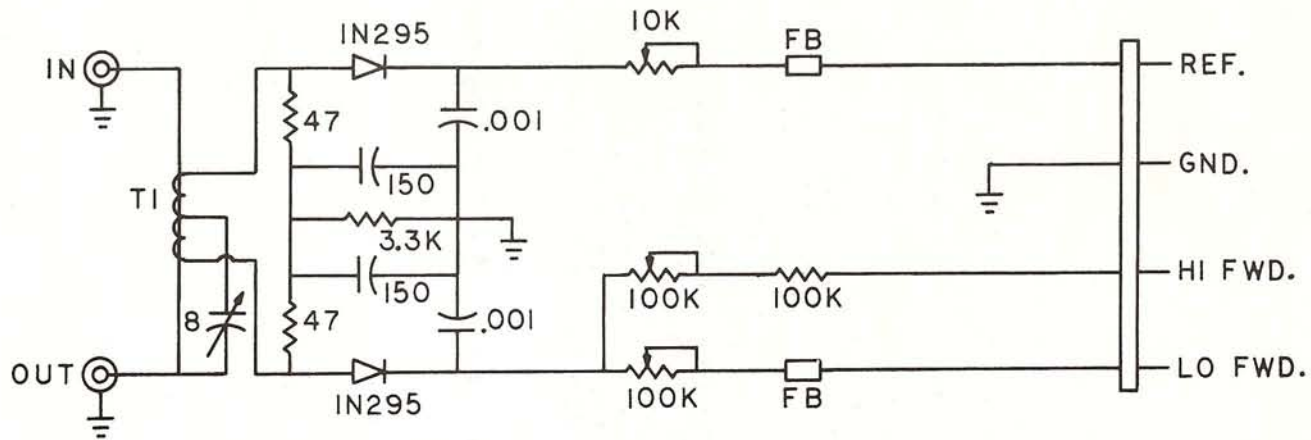 10K
IN295
FB
IN
REF.
47
.001
150
GND.
T1
3.3K
HI FWD.
150
100K
100K
8
47
.001
OUT
LO FWD.
IN295
100K
FB